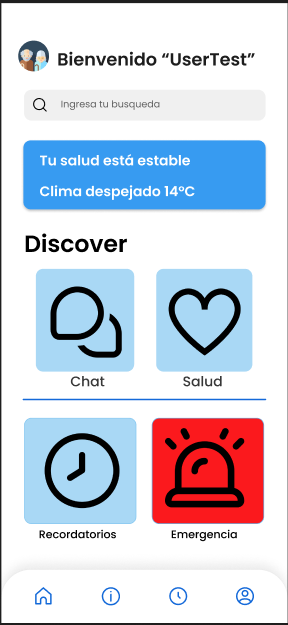 Bienvenido “UserTest”
Ingresa tu busqueda
Tu salud está estable
Clima despejado 14°C
Discover
Chat
Salud
Recordatorios
Emergencia